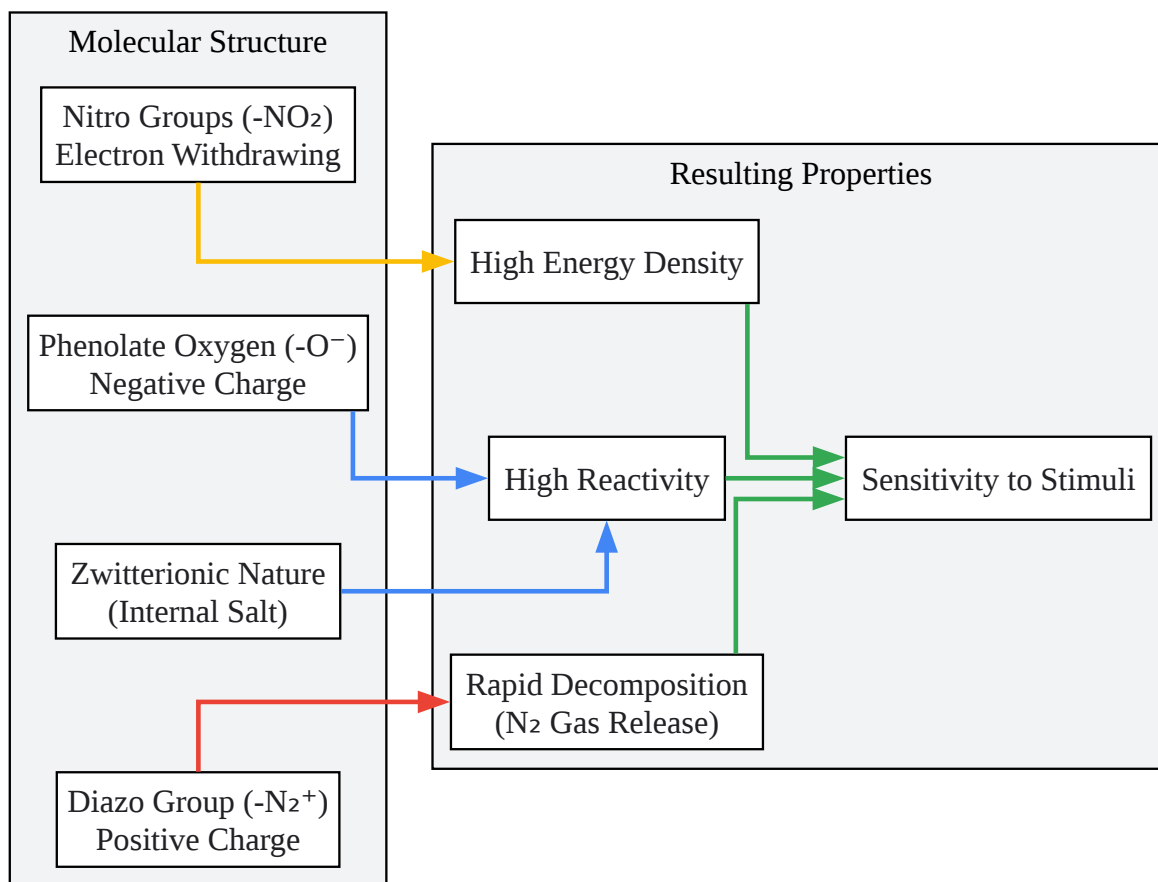 Molecular Structure
Nitro Groups (-NO₂)
Electron Withdrawing
Phenolate Oxygen (-O⁻)
Negative Charge
Zwitterionic Nature
(Internal Salt)
Diazo Group (-N₂⁺)
Positive Charge
Resulting Properties
High Energy Density
High Reactivity
Sensitivity to Stimuli
Rapid Decomposition
(N₂ Gas Release)